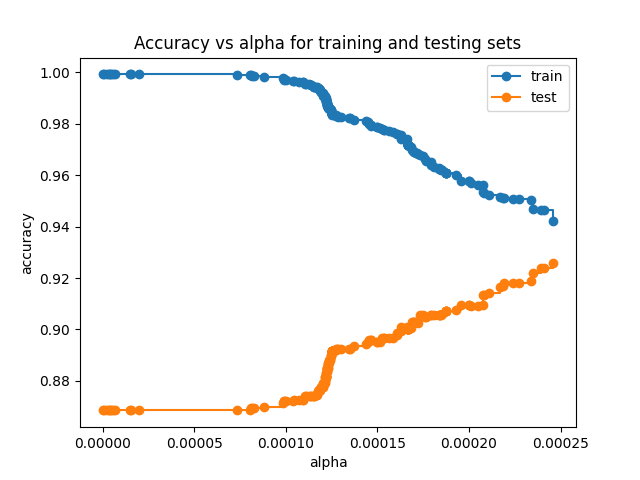 Accuracy vs alpha for training and testing sets
train
test
1.00
0.98
0.96
0.94
0.92
0.90
0.88
accuracy
0.00000
0.00005
0.00010
0.00015
0.00020
0.00025
alpha